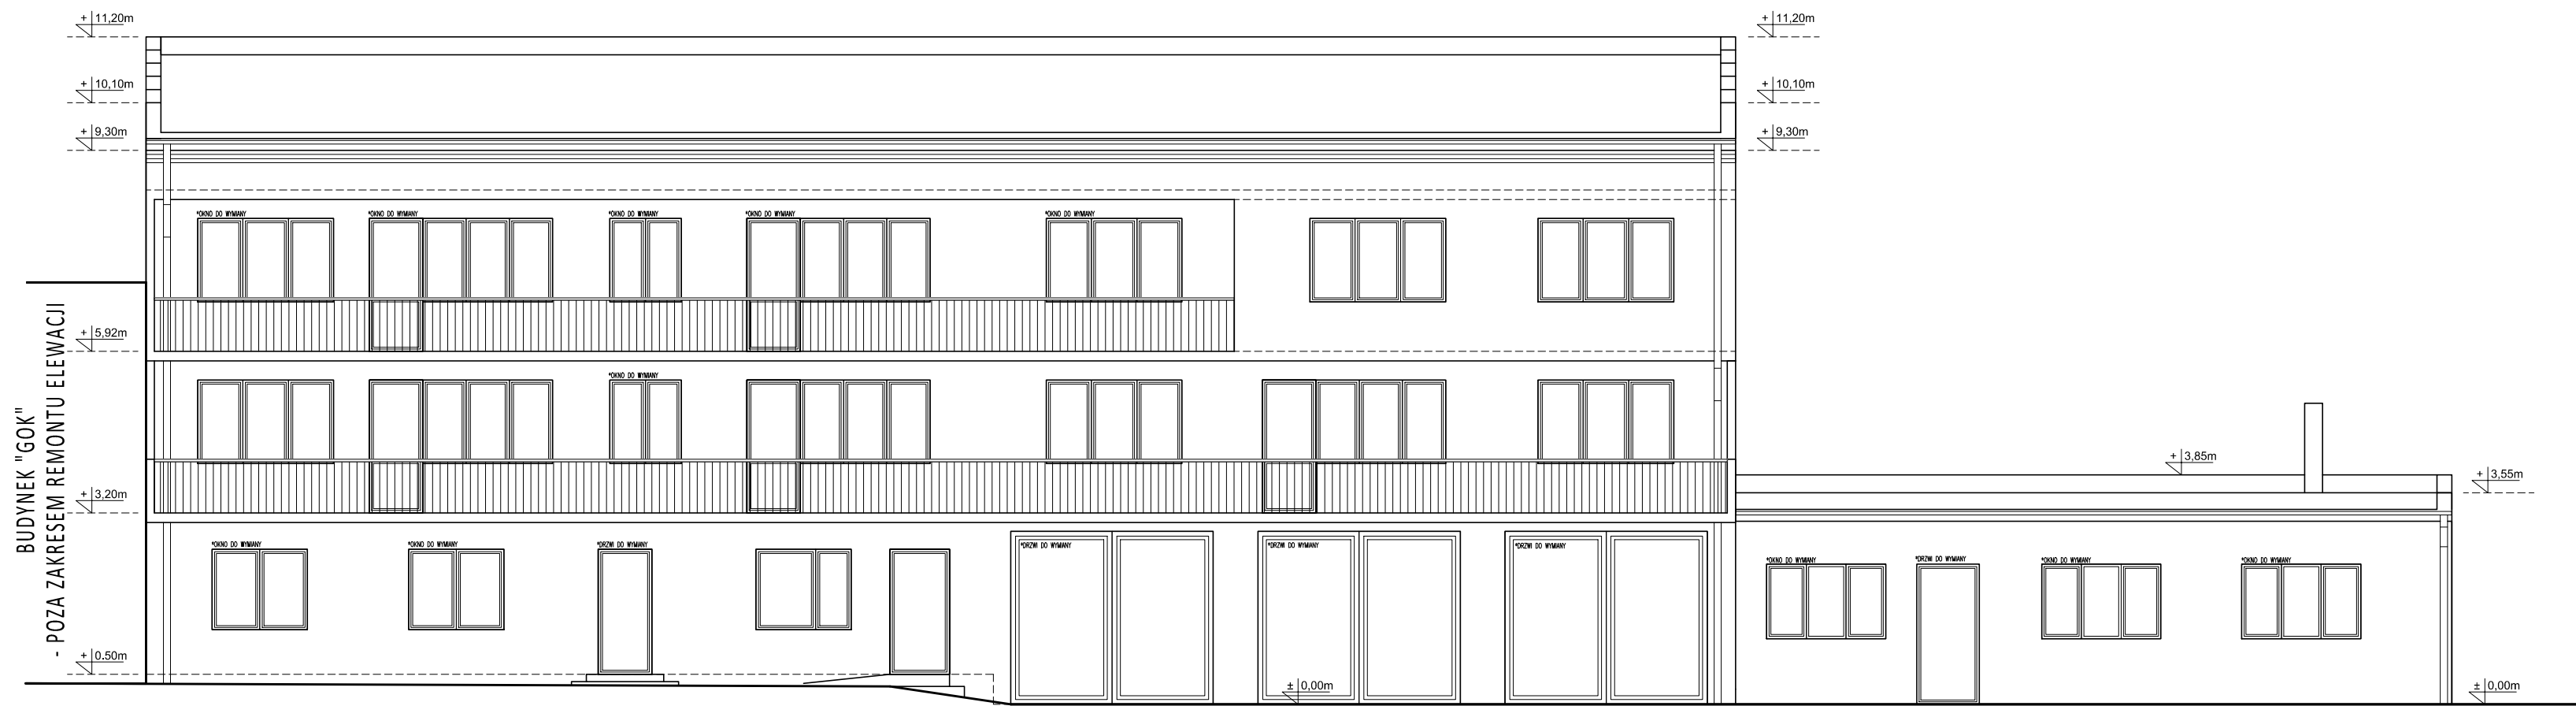 + 11,20m
+ 11,20m
+ 10,10m
+ 10,10m
+ 9,30m
+ 9,30m
*OKNO DO WYMIANY
*OKNO DO WYMIANY
*OKNO DO WYMIANY
*OKNO DO WYMIANY
*OKNO DO WYMIANY
BUDYNEK "GOK"
- POZA ZAKRESEM REMONTU ELEWACJI
+ 5,92m
*OKNO DO WYMIANY
+ 3,85m
+ 3,55m
+ 3,20m
*OKNO DO WYMIANY
*OKNO DO WYMIANY
*DRZWI DO WYMIANY
*DRZWI DO WYMIANY
*DRZWI DO WYMIANY
*DRZWI DO WYMIANY
*OKNO DO WYMIANY
*DRZWI DO WYMIANY
*OKNO DO WYMIANY
*OKNO DO WYMIANY
+ 0.50m
± 0,00m
± 0,00m